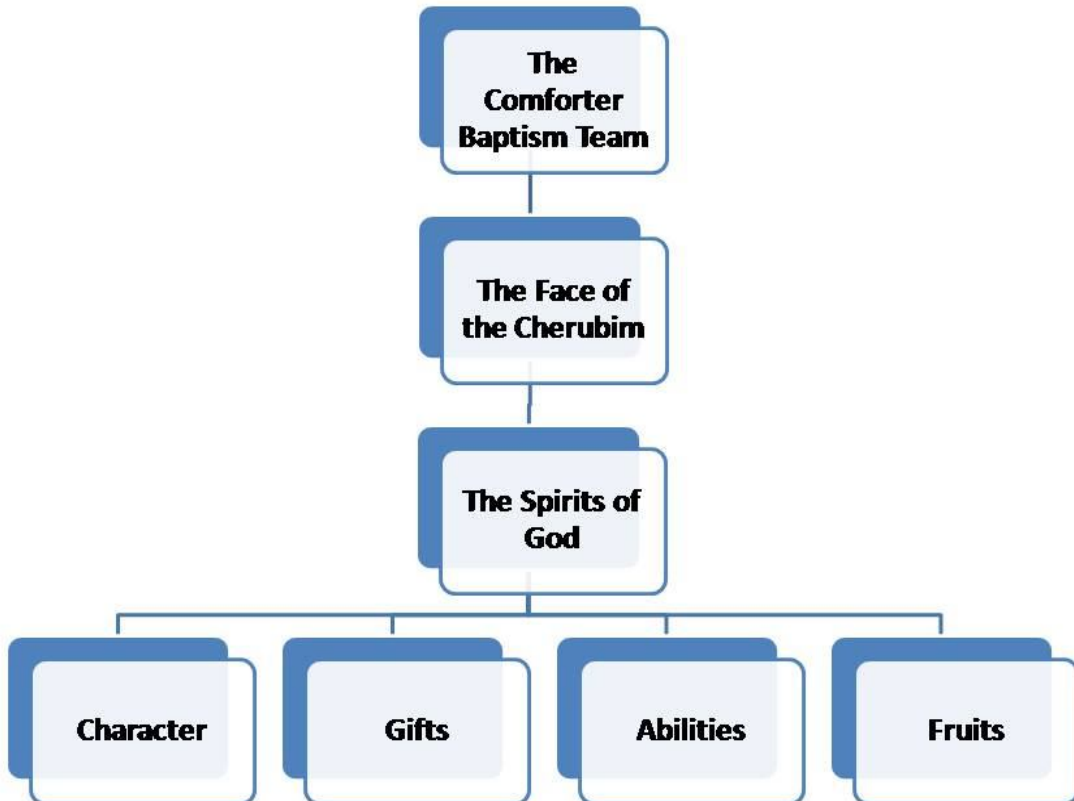 The
Comforter
Baptism Team
The Face of
the Cherubim
The Spirits of
God
Character
Gifts
Abilities
Fruits